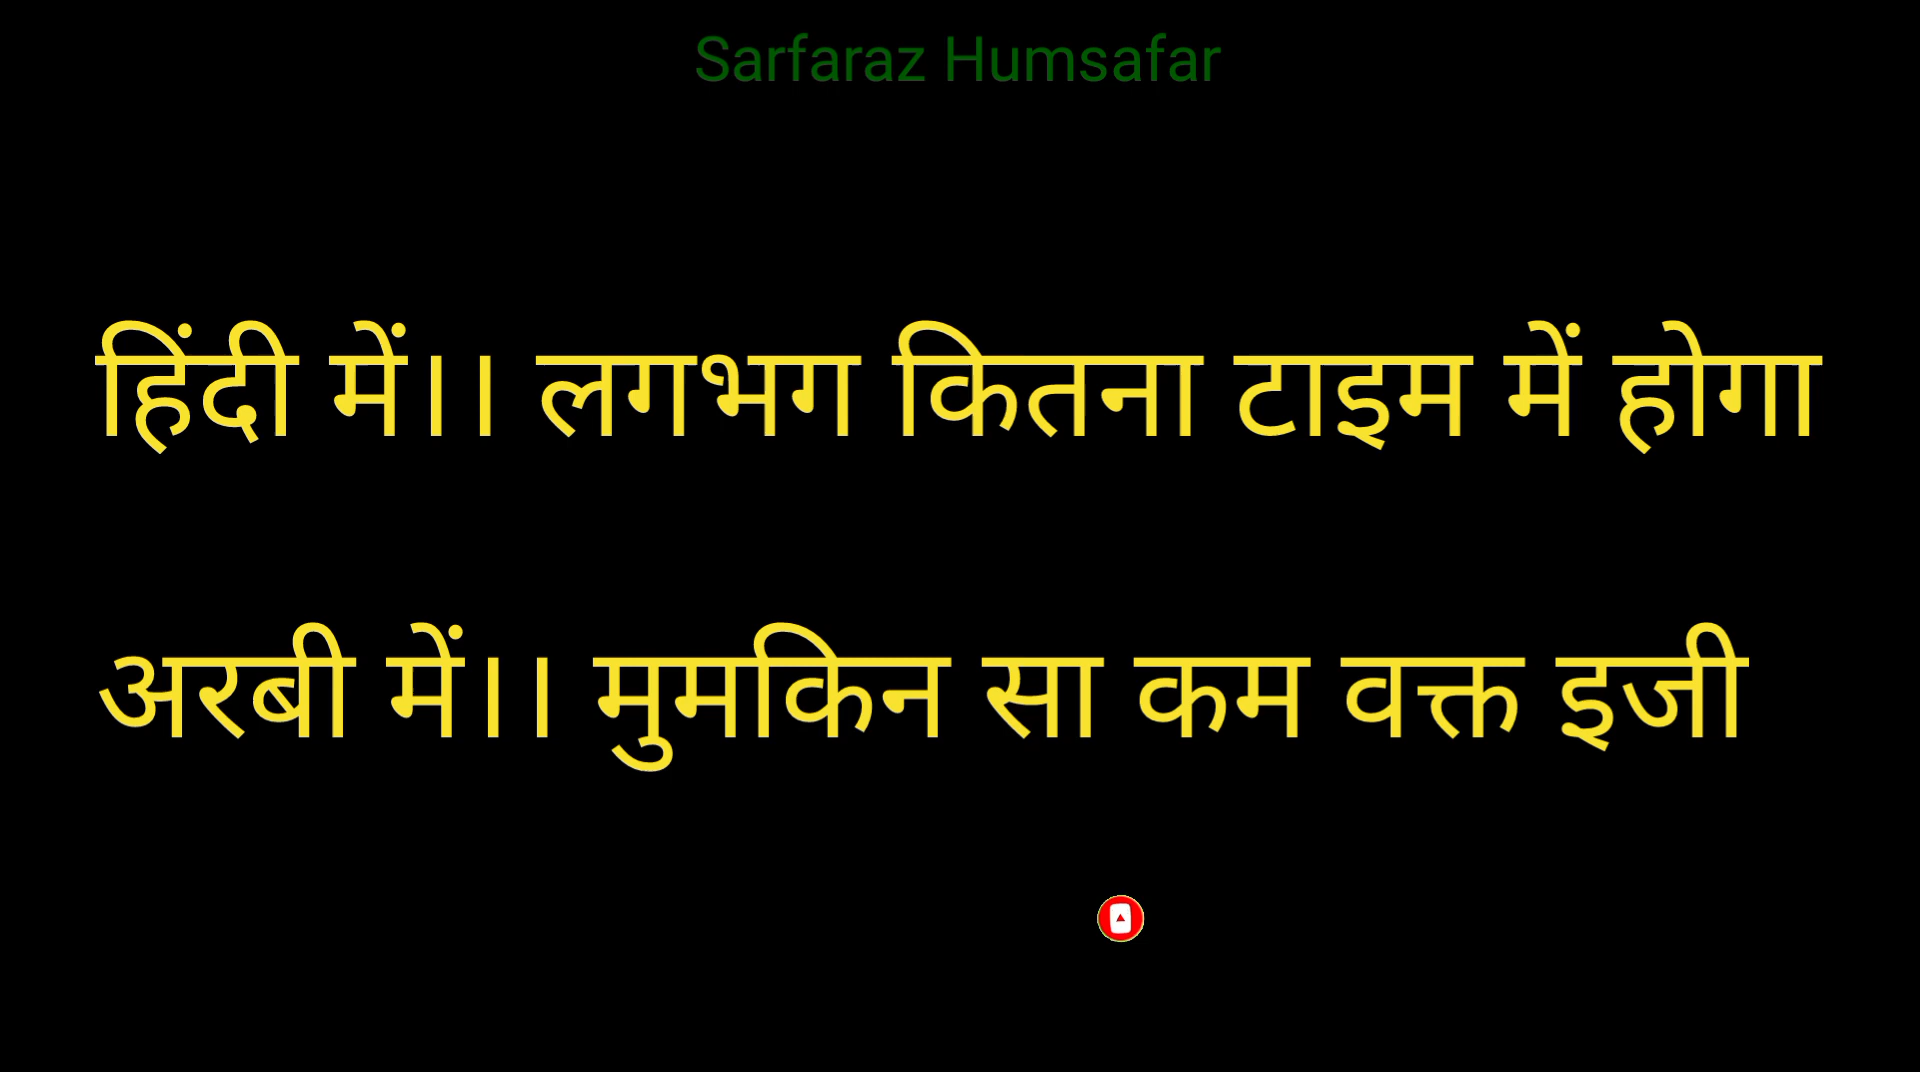 Sarfaraz Humsafar
हिंदी में।। लगभग कितना टाइम में होगा
अरबी में।। मुमकिन सा कम वक्त इजी